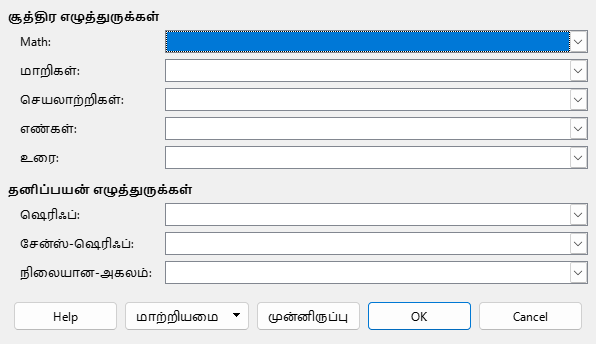 சூத்திர எழுத்துருக்கள்
Math:
மாறிகள்:
செயலாற்றிகள்:
எண்கள்:
உரை:
தனிப்பயன் எழுத்துருக்கள்
ஷெரிஃப்:
சேன்ஸ்-ஷெரிஃப்:
நிலையான-அகலம்:
Help மாற்றியமை முன்னிருப்பு OK Cancel